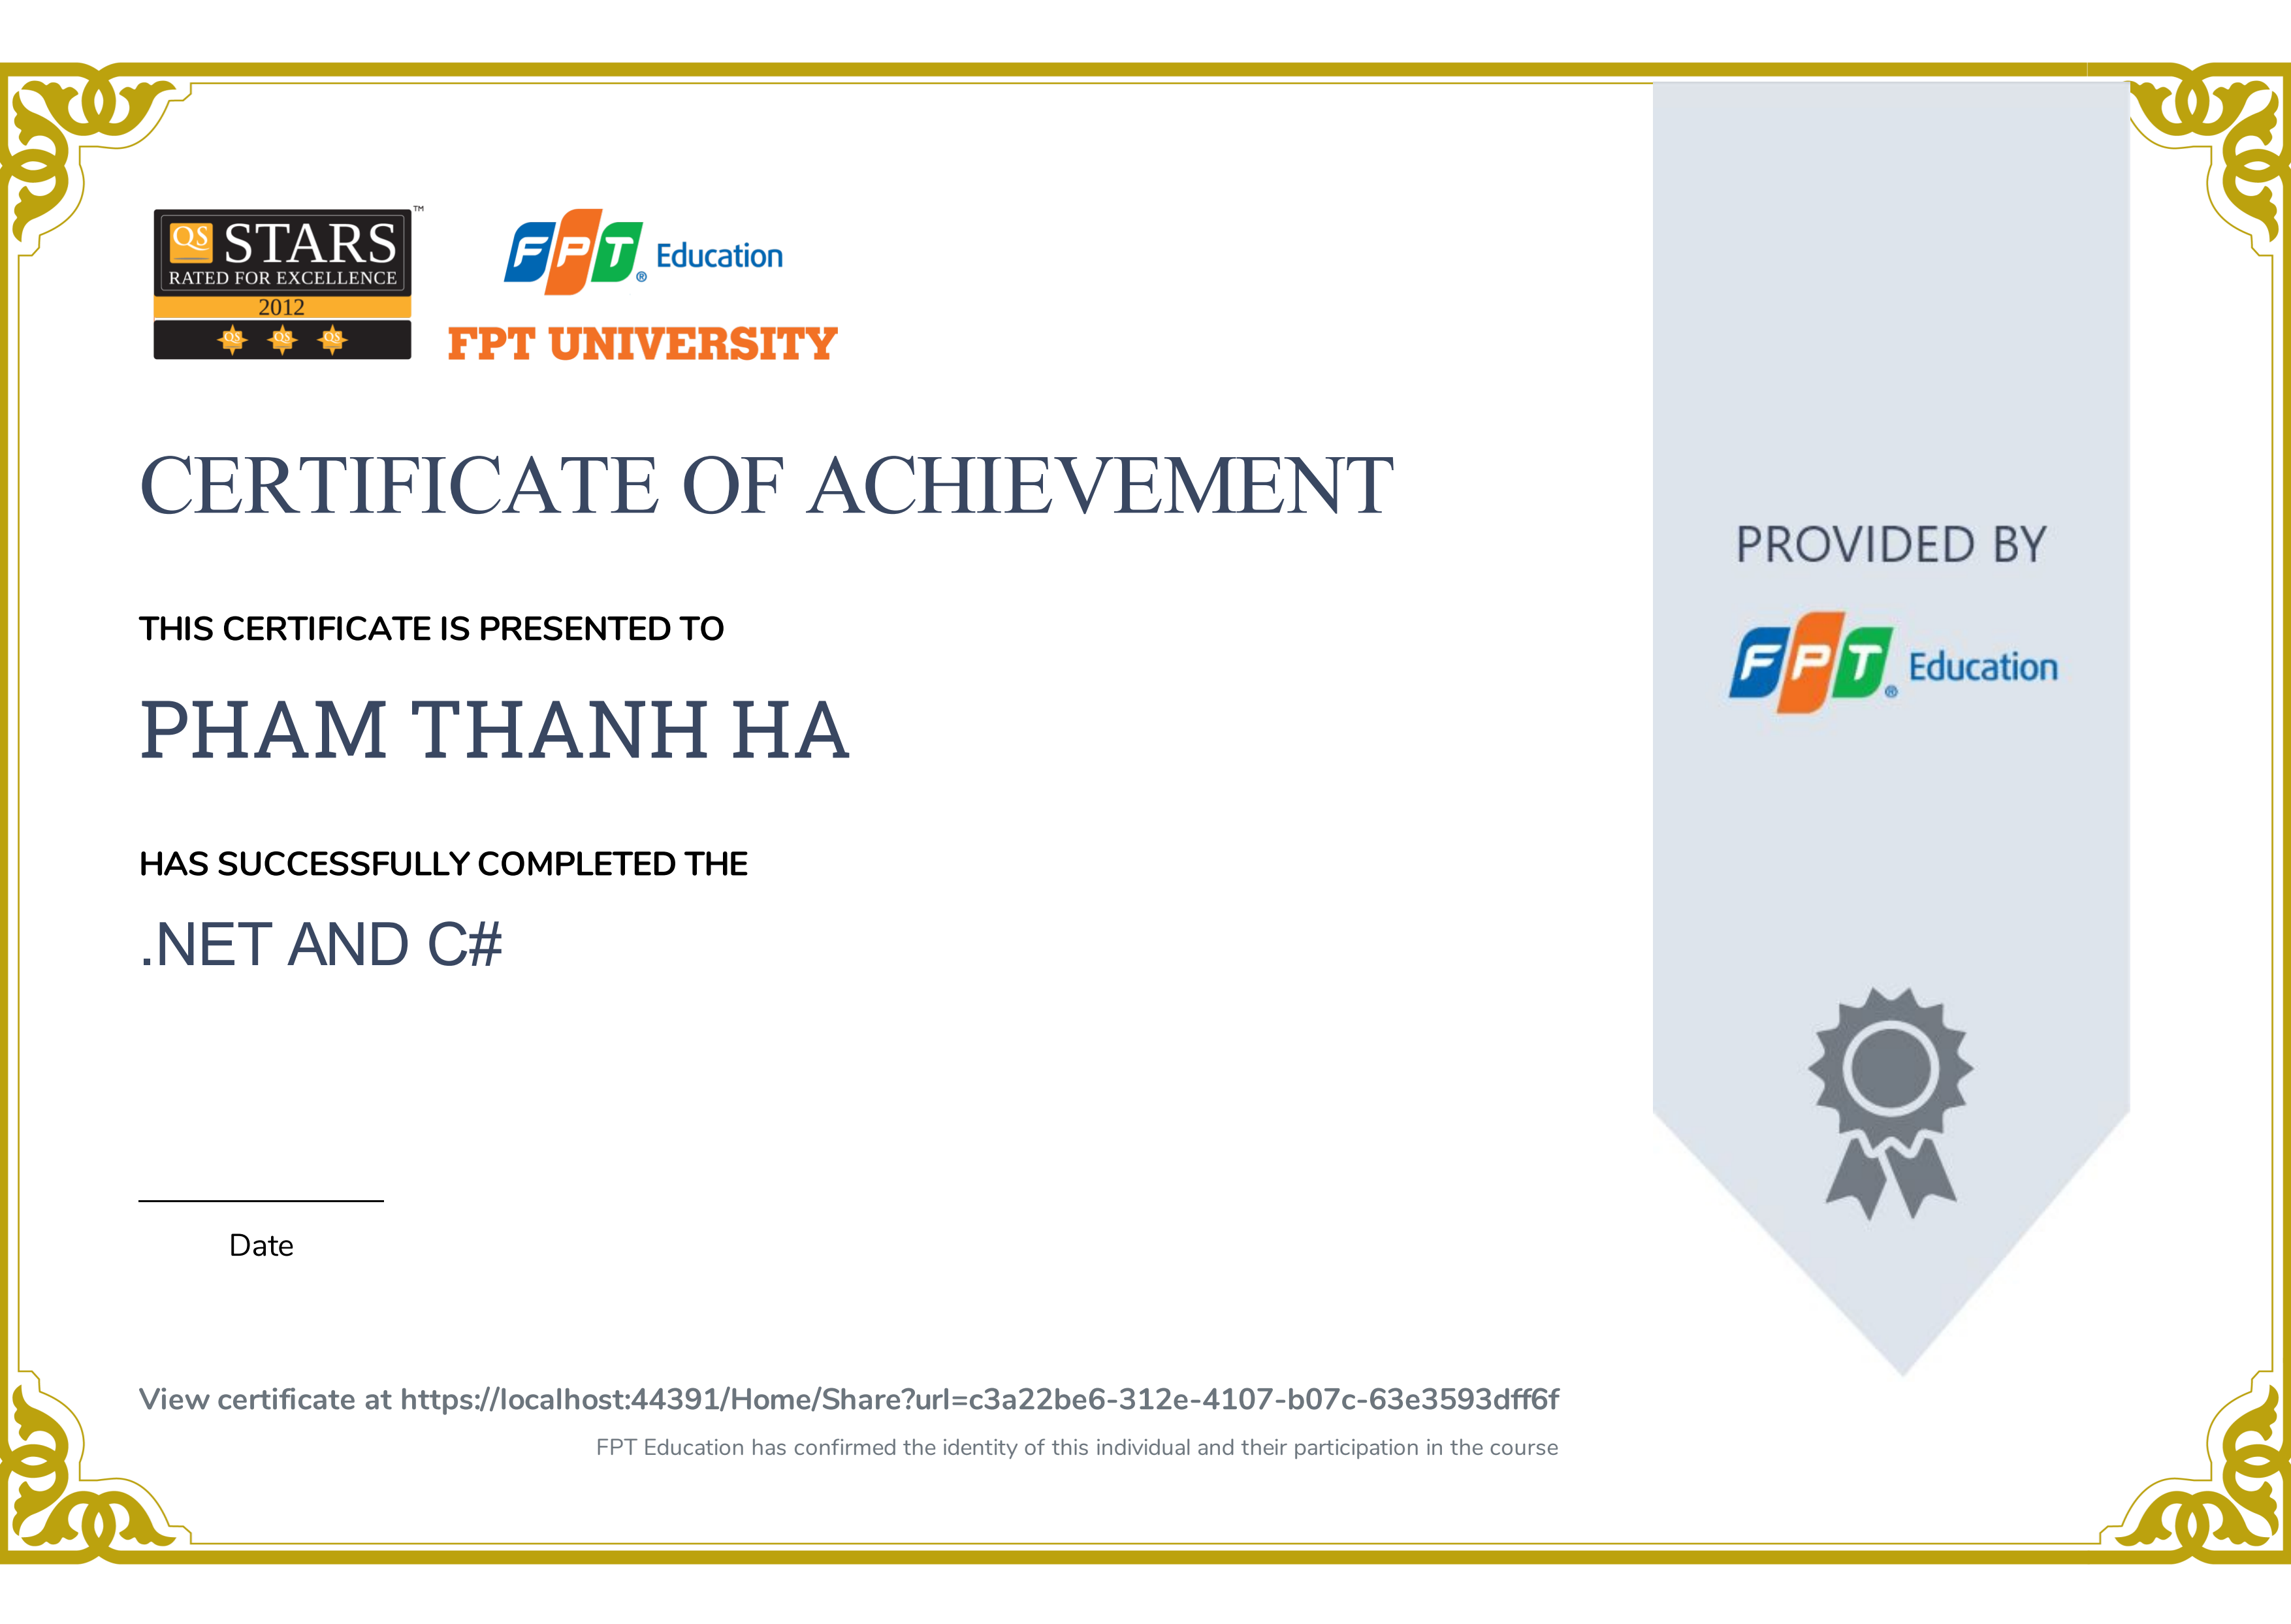 QS STARS™
RATED FOR EXCELLENCE
2012
QS QS QS
FPT® Education
FPT UNIVERSITY
CERTIFICATE OF ACHIEVEMENT
THIS CERTIFICATE IS PRESENTED TO
PHAM THANH HA
HAS SUCCESSFULLY COMPLETED THE
.NET AND C#
Date
View certificate at https://localhost:44391/Home/Share?url=c3a22be6-312e-4107-b07c-63e3593dff6f
FPT Education has confirmed the identity of this individual and their participation in the course
PROVIDED BY
FPT® Education